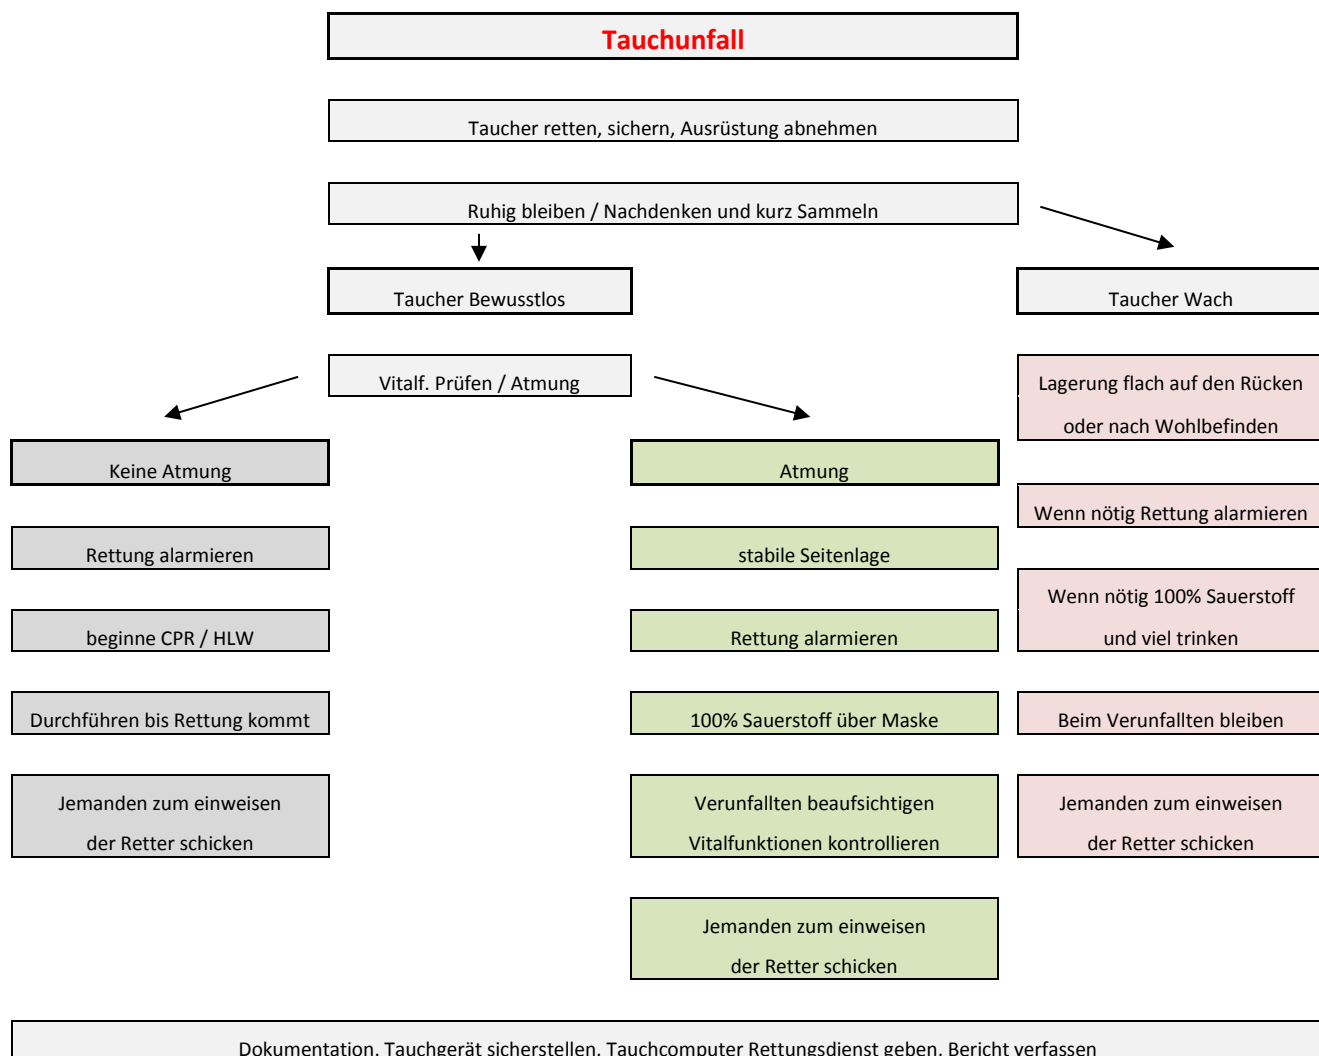 Tauchunfall
Taucher retten, sichern, Ausrüstung abnehmen
Ruhig bleiben / Nachdenken und kurz Sammeln
Taucher Bewusstlos
Taucher Wach
Vitalf. Prüfen / Atmung
Lagerung flach auf den Rücken
oder nach Wohlbefinden
Keine Atmung
Atmung
Wenn nötig Rettung alarmieren
Rettung alarmieren
stabile Seitenlage
Wenn nötig 100% Sauerstoff
und viel trinken
beginne CPR / HLW
Rettung alarmieren
Durchführen bis Rettung kommt
100% Sauerstoff über Maske
Beim Verunfallten bleiben
Jemanden zum einweisen
der Retter schicken
Verunfallten beaufsichtigen
Vitalfunktionen kontrollieren
Jemanden zum einweisen
der Retter schicken
Jemanden zum einweisen
der Retter schicken
Dokumentation, Tauchgerät sicherstellen, Tauchcomputer Rettungsdienst geben, Bericht verfassen